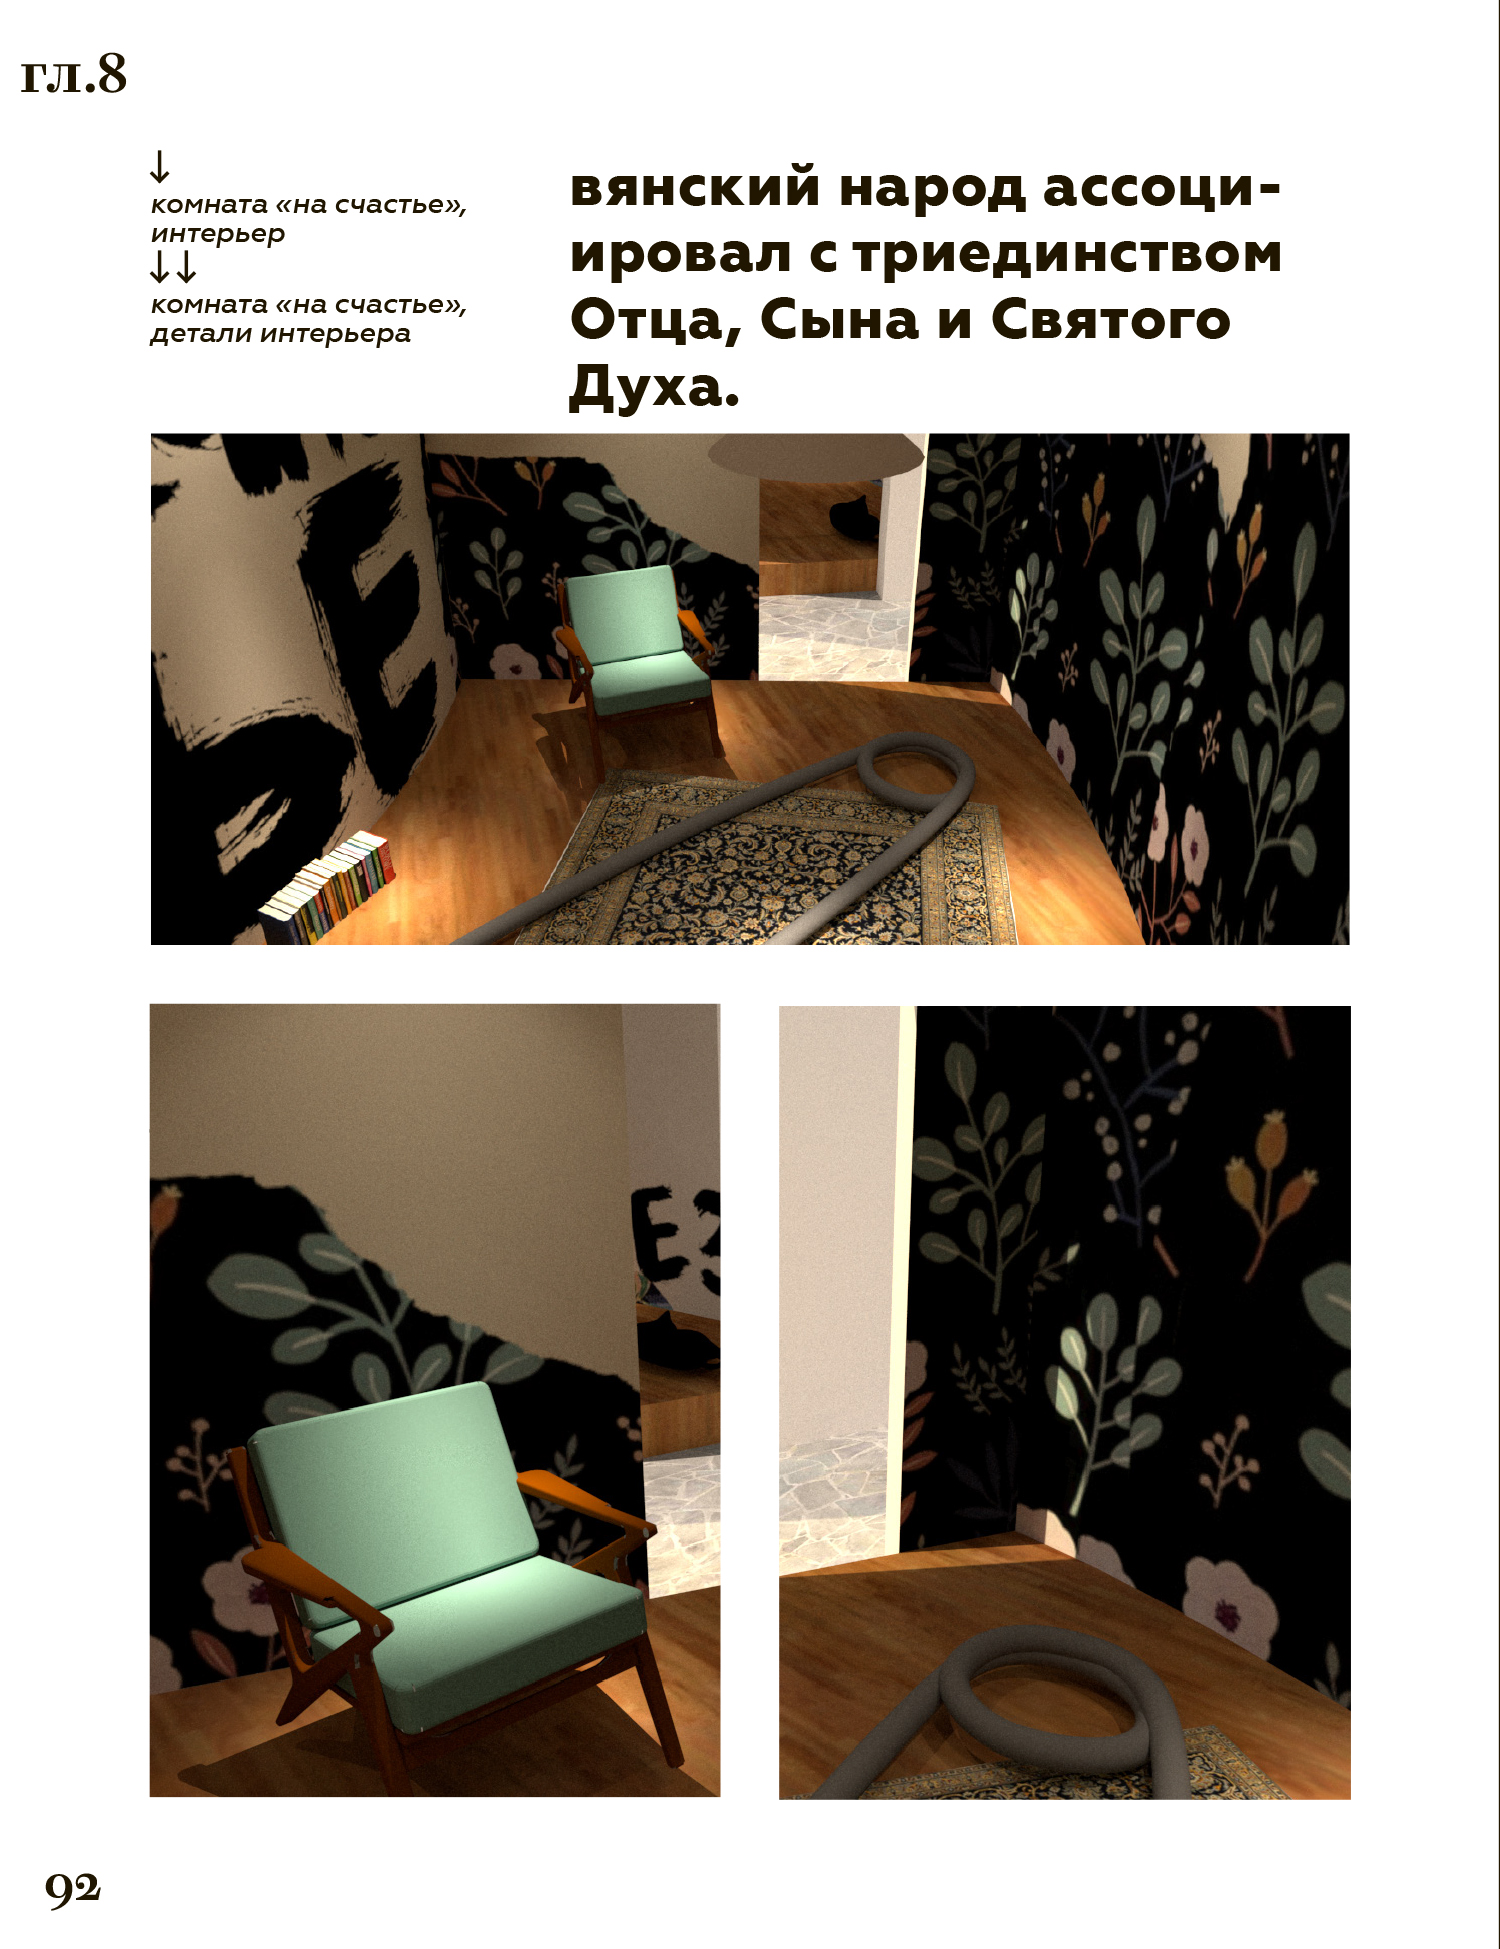 гл.8
↓
комната «на счастье»,
интерьер
↓↓
комната «на счастье»,
детали интерьера
вянский народ ассоци-
ировал с триединством
Отца, Сына и Святого
Духа.
Е
ЕЗ
92